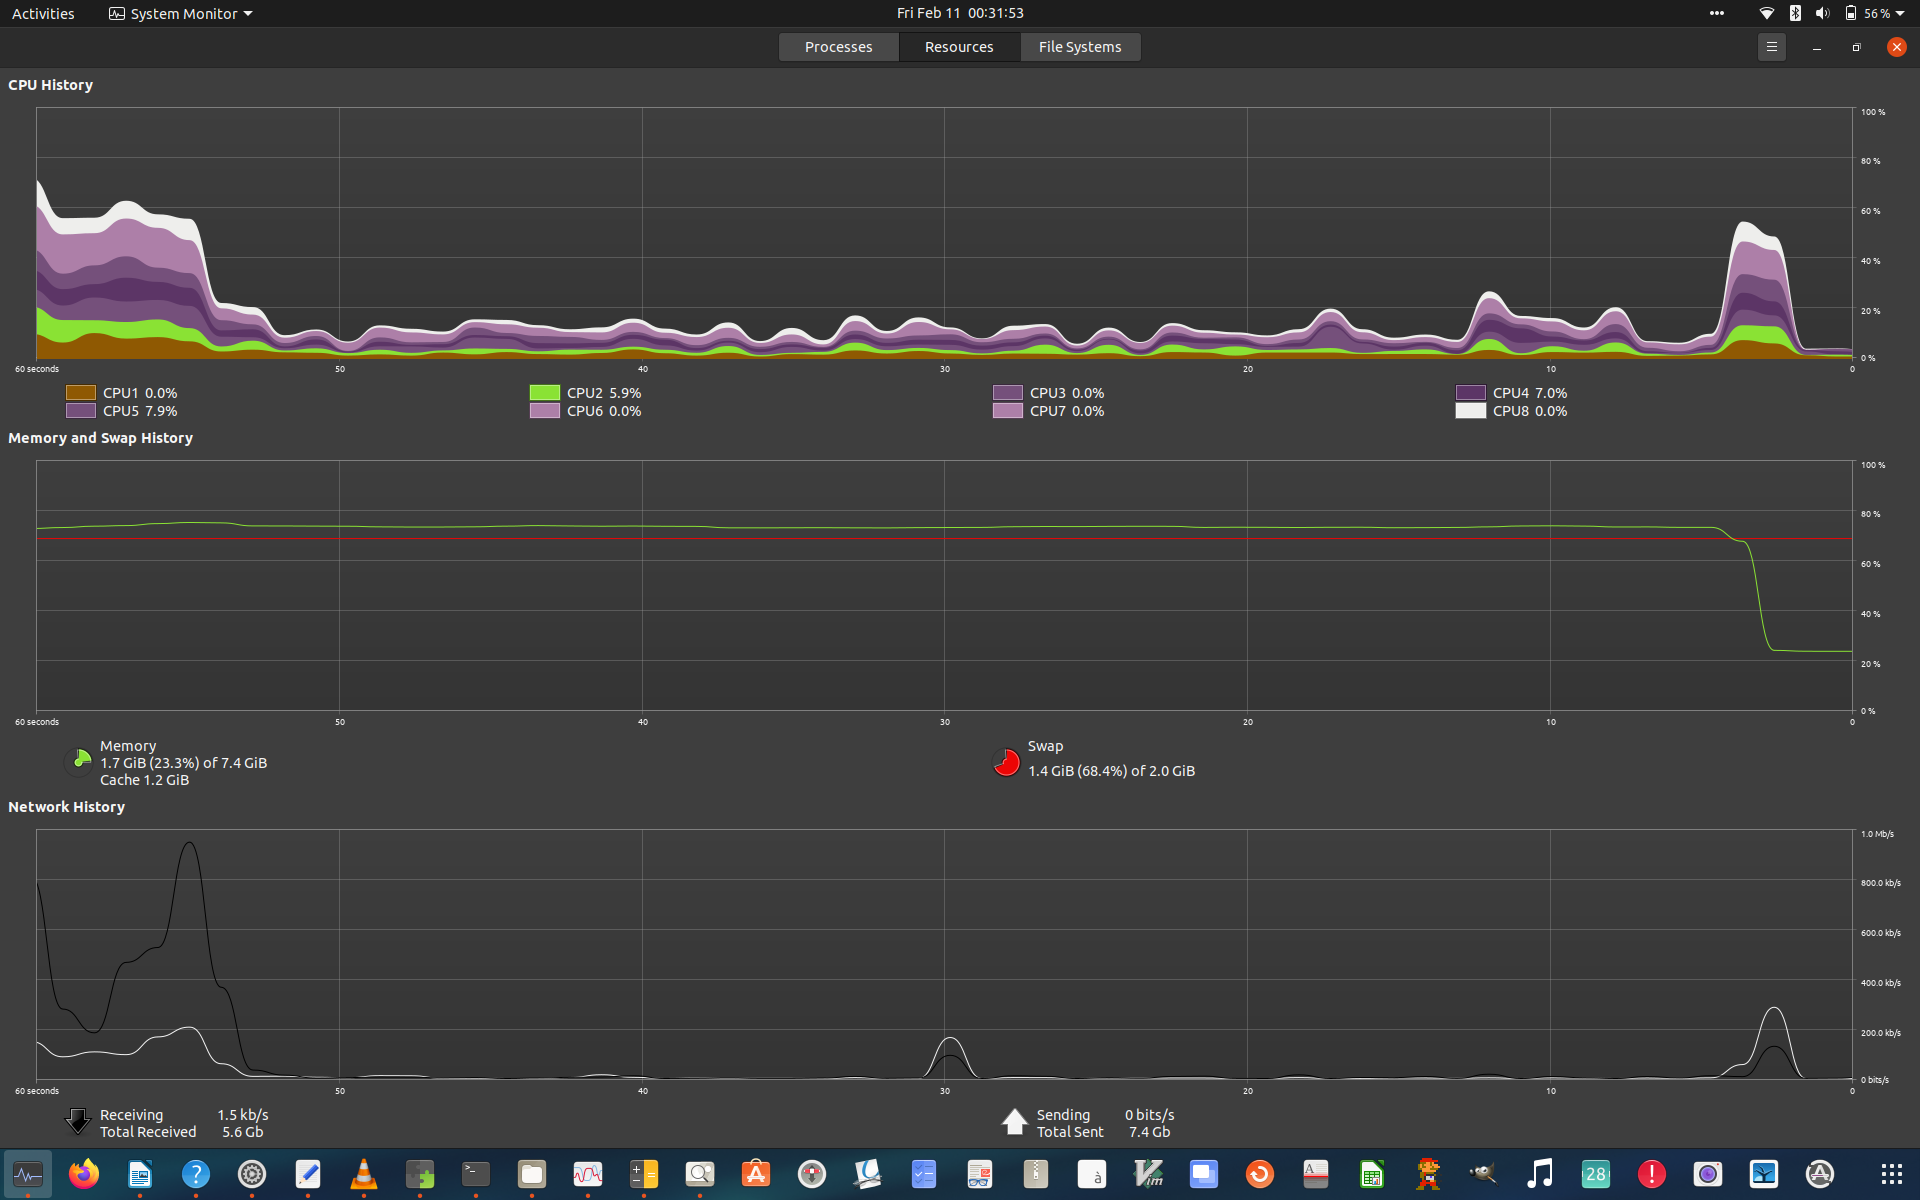 Activities System Monitor Fri Feb 11 00:31:53 56 %
Processes Resources File Systems
CPU History
100 %
80 %
60 %
40 %
20 %
0 %
60 seconds 50 40 30 20 10 0
CPU1 0.0% CPU2 5.9% CPU3 0.0% CPU4 7.0%
CPU5 7.9% CPU6 0.0% CPU7 0.0% CPU8 0.0%
Memory and Swap History
100 %
80 %
60 %
40 %
20 %
0 %
60 seconds 50 40 30 20 10 0
Memory
1.7 GiB (23.3%) of 7.4 GiB
Cache 1.2 GiB
Swap
1.4 GiB (68.4%) of 2.0 GiB
Network History
1.0 Mb/s
800.0 kb/s
600.0 kb/s
400.0 kb/s
200.0 kb/s
0 bits/s
60 seconds 50 40 30 20 10 0
Receiving 1.5 kb/s
Total Received 5.6 Gb
Sending 0 bits/s
Total Sent 7.4 Gb
? >_ à Vim A 28 !